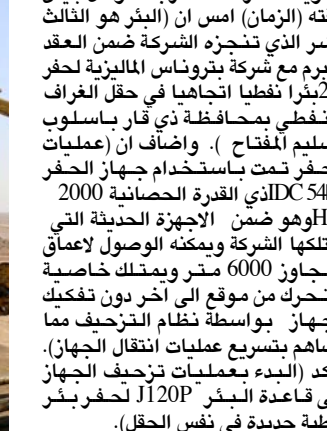 ته (الزمان) امس ان (البئر هو الثالث
سر الذي تنجزه الشركة ضمن العقد
برم مع شركة بتروناس الماليزية لحفر
2بئرا نفطيا اتجاهيا في حقل الغراف
نفطي بمحافظة ذي قار باسلوب
سليم المفتاح ). واضاف ان (عمليات
حفر تمت باستخدام جهاز الحفر
IDC 54ذي القدرة الحصانية 2000
Hوهو ضمن الاجهزة الحديثة التي
تلكها الشركة ويمكنه الوصول لاعماق
جاوز 6000 متر ويمتلك خاصية
تحرك من موقع الى اخر دون تفكيك
جهاز بواسطة نظام التزحيف مما
ساهم بتسريع عمليات انتقال الجهاز).
كد (البدء بعمليات تزحيف الجهاز
ى قاعدة البئر J120P لحفر بئر
طية جديدة في نفس الحقل).